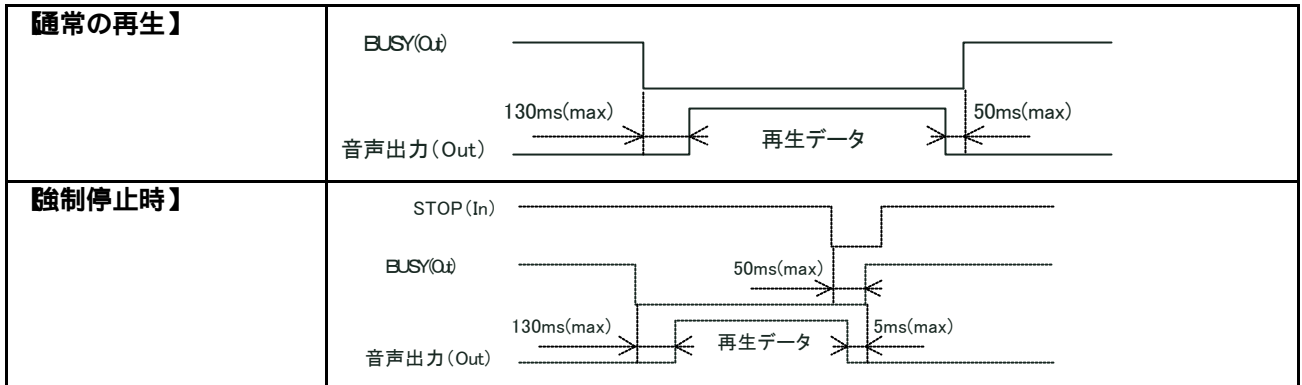 【通常の再生】
BUSY(Out)
130ms(max)
50ms(max)
再生データ
音声出力(Out)
【強制停止時】
STOP(In)
BUSY(Out)
50ms(max)
130ms(max)
5ms(max)
再生データ
音声出力(Out)